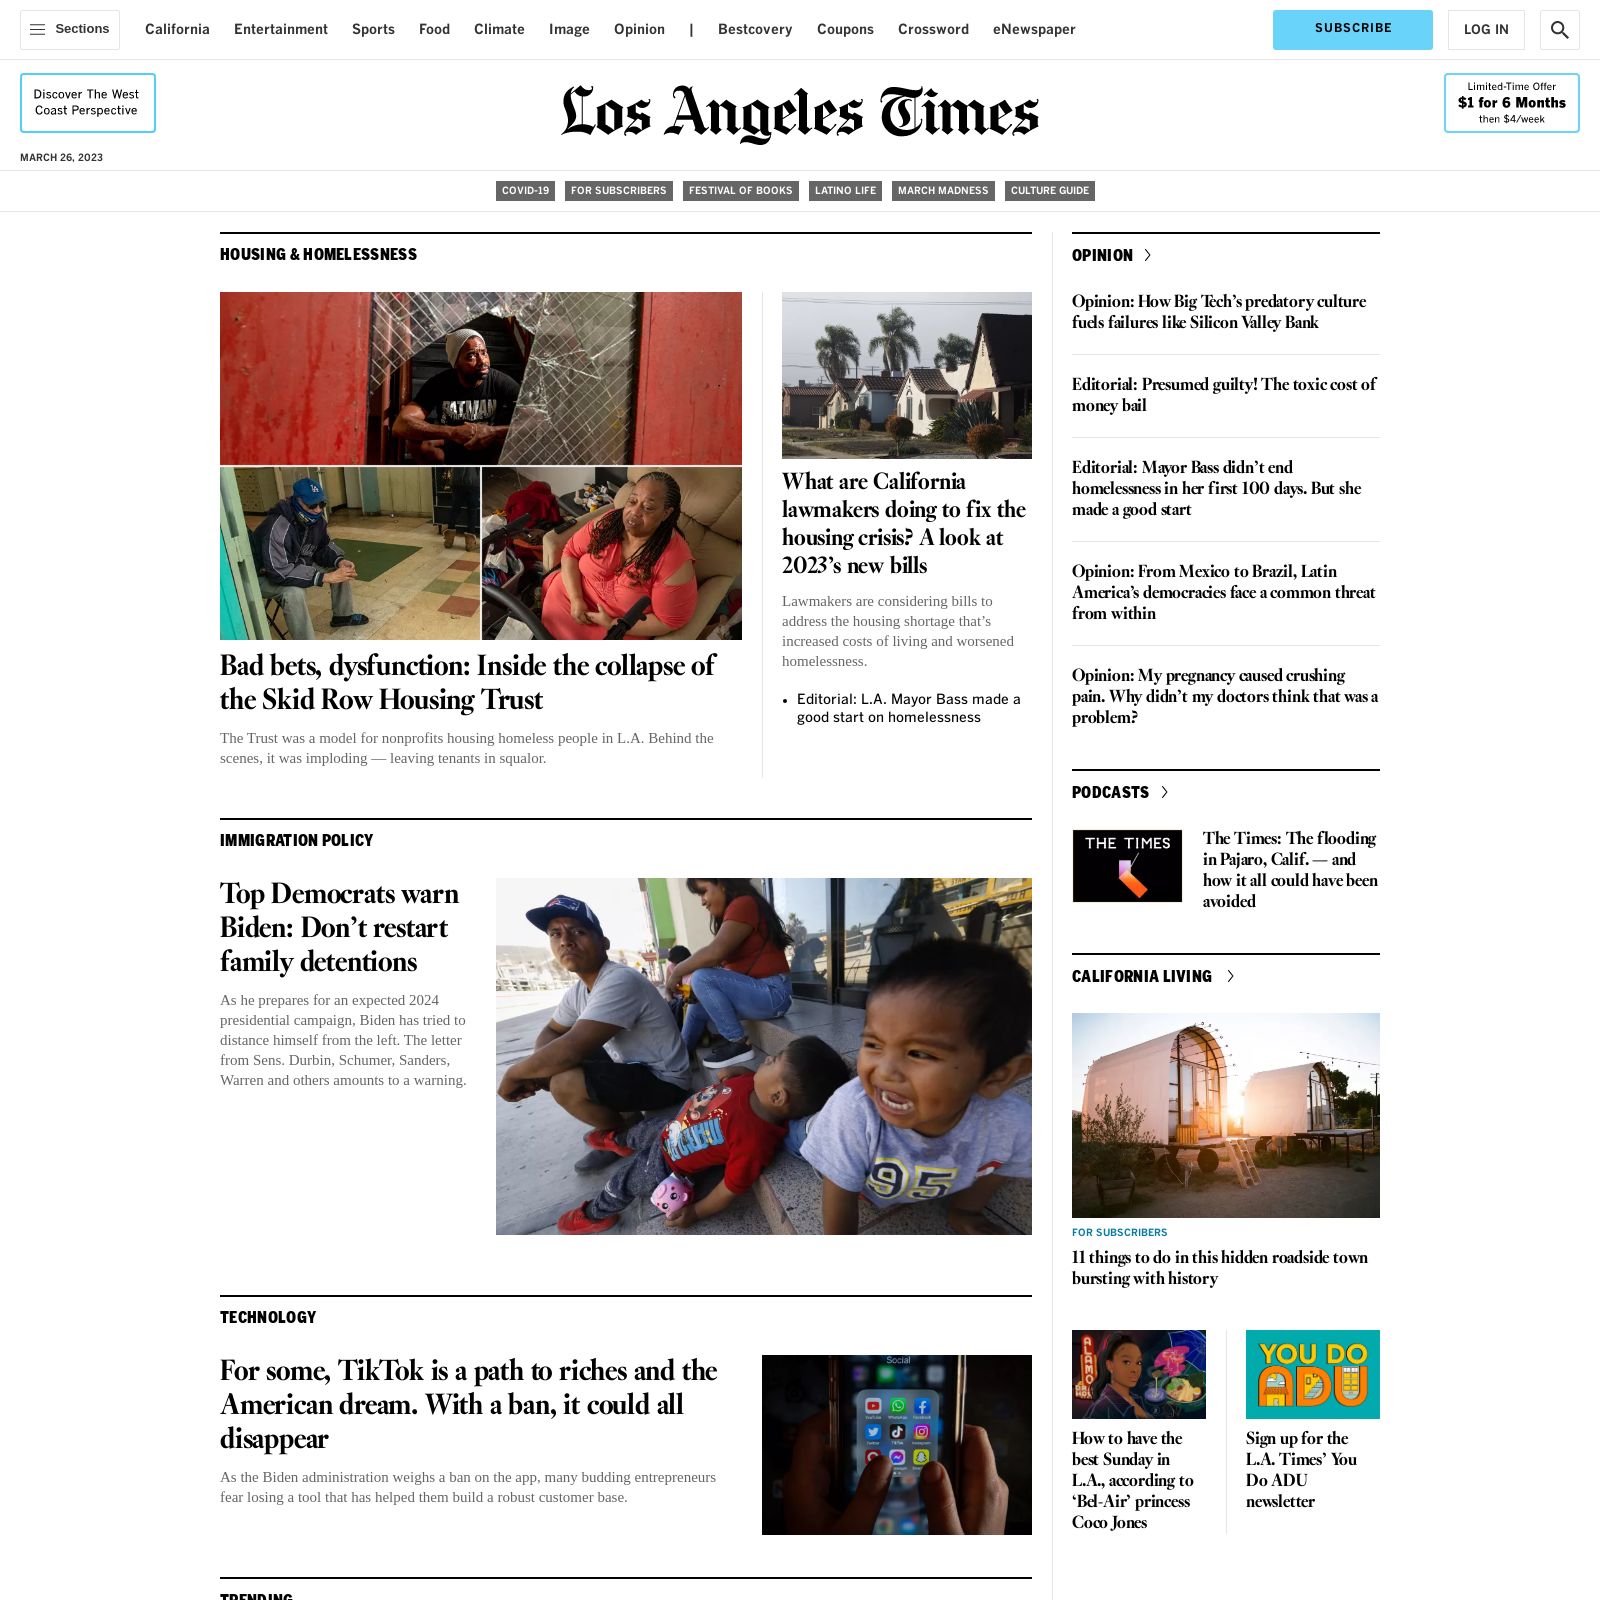 Sections
California
Entertainment
Sports
Food
Climate
Image
Opinion
|
Bestcovery
Coupons
Crossword
eNewspaper
SUBSCRIBE
LOG IN
Discover The West
Coast Perspective
Los Angeles Times
Limited-Time Offer
$1 for 6 Months
then $4/week
MARCH 26, 2023
COVID-19
FOR SUBSCRIBERS
FESTIVAL OF BOOKS
LATINO LIFE
MARCH MADNESS
CULTURE GUIDE
HOUSING & HOMELESSNESS
Bad bets, dysfunction: Inside the collapse of
the Skid Row Housing Trust
The Trust was a model for nonprofits housing homeless people in L.A. Behind the
scenes, it was imploding — leaving tenants in squalor.
What are California
lawmakers doing to fix the
housing crisis? A look at
2023’s new bills
Lawmakers are considering bills to
address the housing shortage that’s
increased costs of living and worsened
homelessness.
• Editorial: L.A. Mayor Bass made a
good start on homelessness
IMMIGRATION POLICY
Top Democrats warn
Biden: Don’t restart
family detentions
As he prepares for an expected 2024
presidential campaign, Biden has tried to
distance himself from the left. The letter
from Sens. Durbin, Schumer, Sanders,
Warren and others amounts to a warning.
95
TECHNOLOGY
For some, TikTok is a path to riches and the
American dream. With a ban, it could all
disappear
As the Biden administration weighs a ban on the app, many budding entrepreneurs
fear losing a tool that has helped them build a robust customer base.
Social
TRENDING
OPINION
Opinion: How Big Tech’s predatory culture
fuels failures like Silicon Valley Bank
Editorial: Presumed guilty! The toxic cost of
money bail
Editorial: Mayor Bass didn’t end
homelessness in her first 100 days. But she
made a good start
Opinion: From Mexico to Brazil, Latin
America’s democracies face a common threat
from within
Opinion: My pregnancy caused crushing
pain. Why didn’t my doctors think that was a
problem?
PODCASTS
THE TIMES
The Times: The flooding
in Pajaro, Calif. — and
how it all could have been
avoided
CALIFORNIA LIVING
FOR SUBSCRIBERS
11 things to do in this hidden roadside town
bursting with history
ALAMO
How to have the
best Sunday in
L.A., according to
‘Bel-Air’ princess
Coco Jones
YOU DO
ADU
Sign up for the
L.A. Times’ You
Do ADU
newsletter